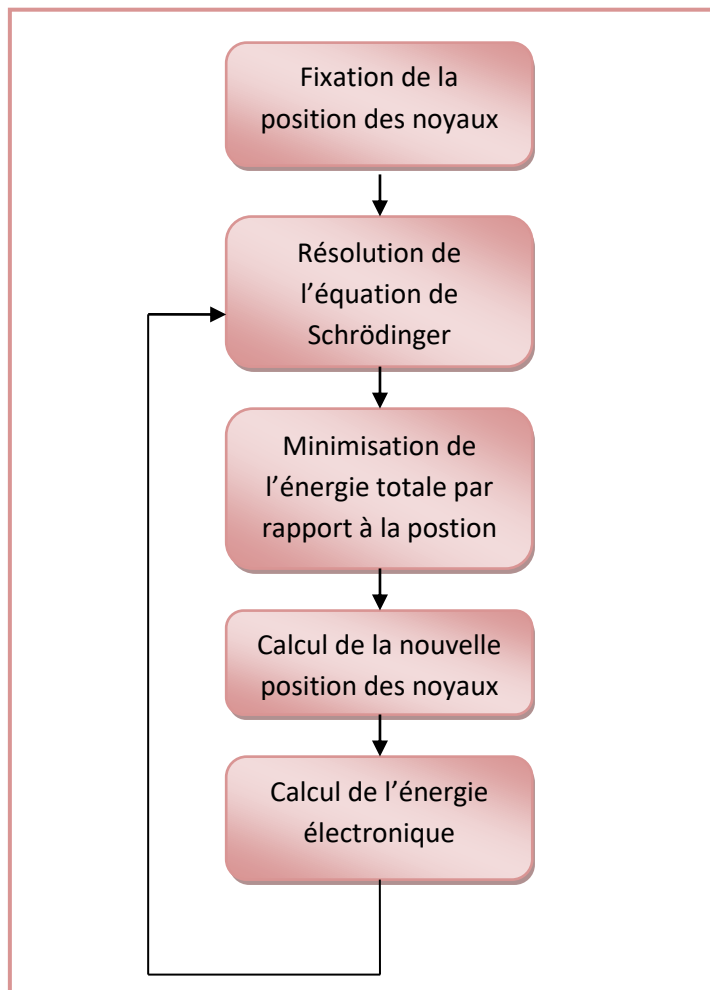 Fixation de la
position des noyaux
Résolution de
l’équation de
Schrödinger
Minimisation de
l’énergie totale par
rapport à la postion
Calcul de la nouvelle
position des noyaux
Calcul de l’énergie
électronique